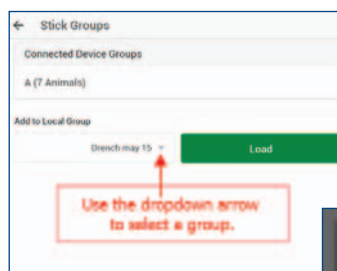 ← Stick Groups
Connected Device Groups
A (7 Animals)
Add to Local Group
Drench may 15
Load
Use the dropdown arrow
to select a group.